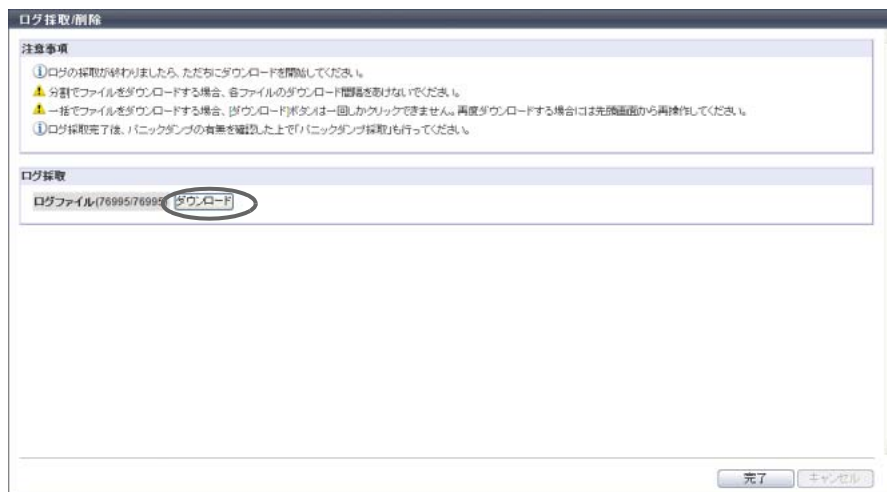 ログ採取/削除
注意事項
ログの採取が終わりましたら、ただちにダウンロードを開始してください。
分割でファイルをダウンロードする場合、各ファイルのダウンロード間隔をあけないでください。
一括でファイルをダウンロードする場合、[ダウンロード]ボタンは一回しかクリックできません。再度ダウンロードする場合には先頭画面から再操作してください。
ログ採取完了後、パニックダンプの有無を確認した上で「パニックダンプ採取」も行ってください。
ログ採取
ログファイル(76995/76995) ダウンロード
完了 キャンセル